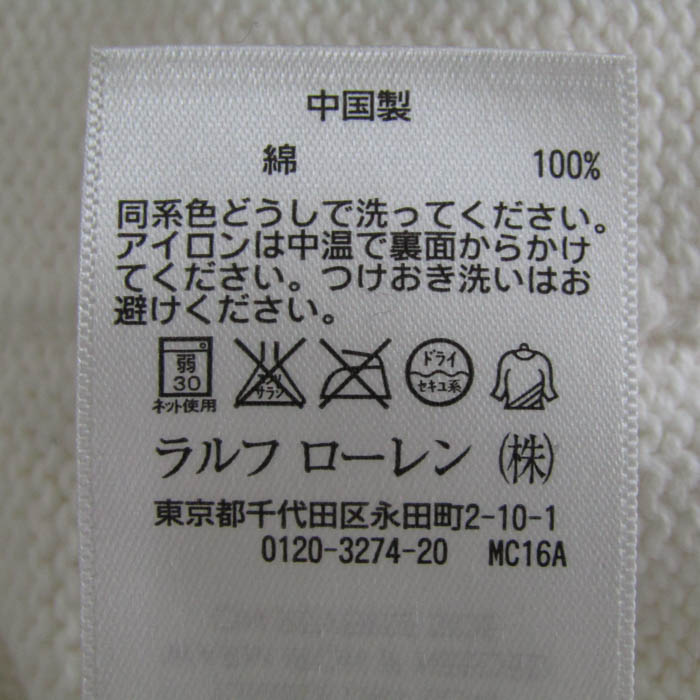 中国製
綿 100%
同系色どうしで洗ってください。
アイロンは中温で裏面からかけ
てください。つけおき洗いはお
避けください。
弱
30
ネット使用
エンソ
サラシ
ドライ
セキユ系
ラルフ ローレン (株)
東京都千代田区永田町2-10-1
0120-3274-20 MC16A